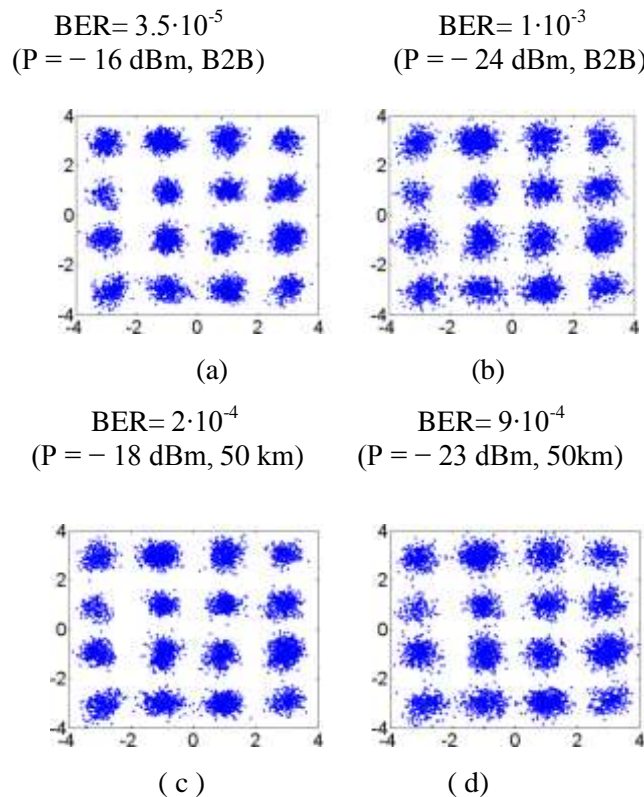 BER= 3.5·10⁻⁵
(P = − 16 dBm, B2B)
BER= 1·10⁻³
(P = − 24 dBm, B2B)
4
2
0
-2
-4
-4 -2 0 2 4
(a)
4
2
0
-2
-4
-4 -2 0 2 4
(b)
BER= 2·10⁻⁴
(P = − 18 dBm, 50 km)
BER= 9·10⁻⁴
(P = − 23 dBm, 50km)
4
2
0
-2
-4
-4 -2 0 2 4
( c )
4
2
0
-2
-4
-4 -2 0 2 4
( d)